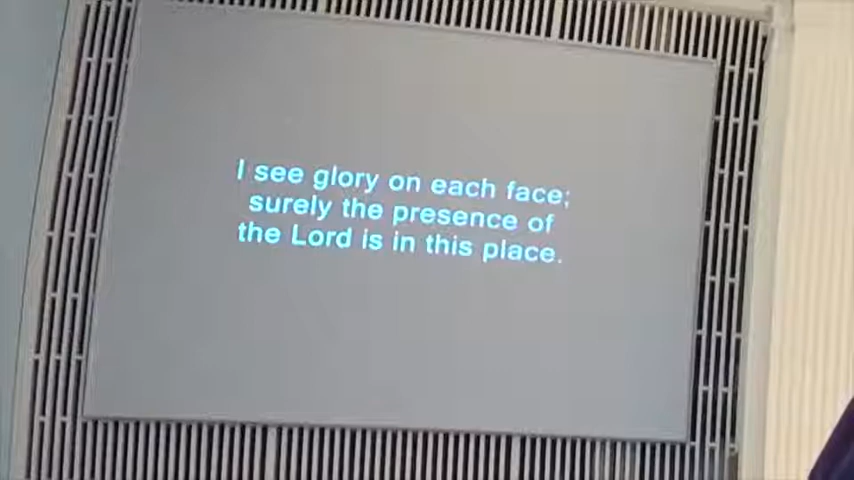 I see glory on each face;
surely the presence of
the Lord is in this place.